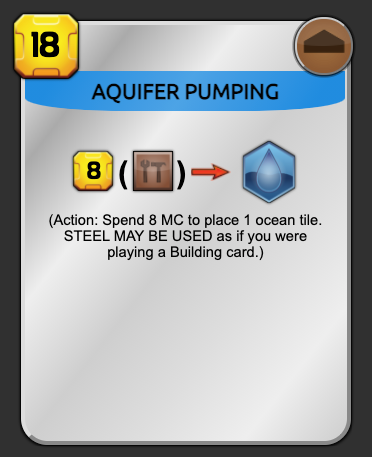 18
AQUIFER PUMPING
8 ( )
(Action: Spend 8 MC to place 1 ocean tile.
STEEL MAY BE USED as if you were
playing a Building card.)